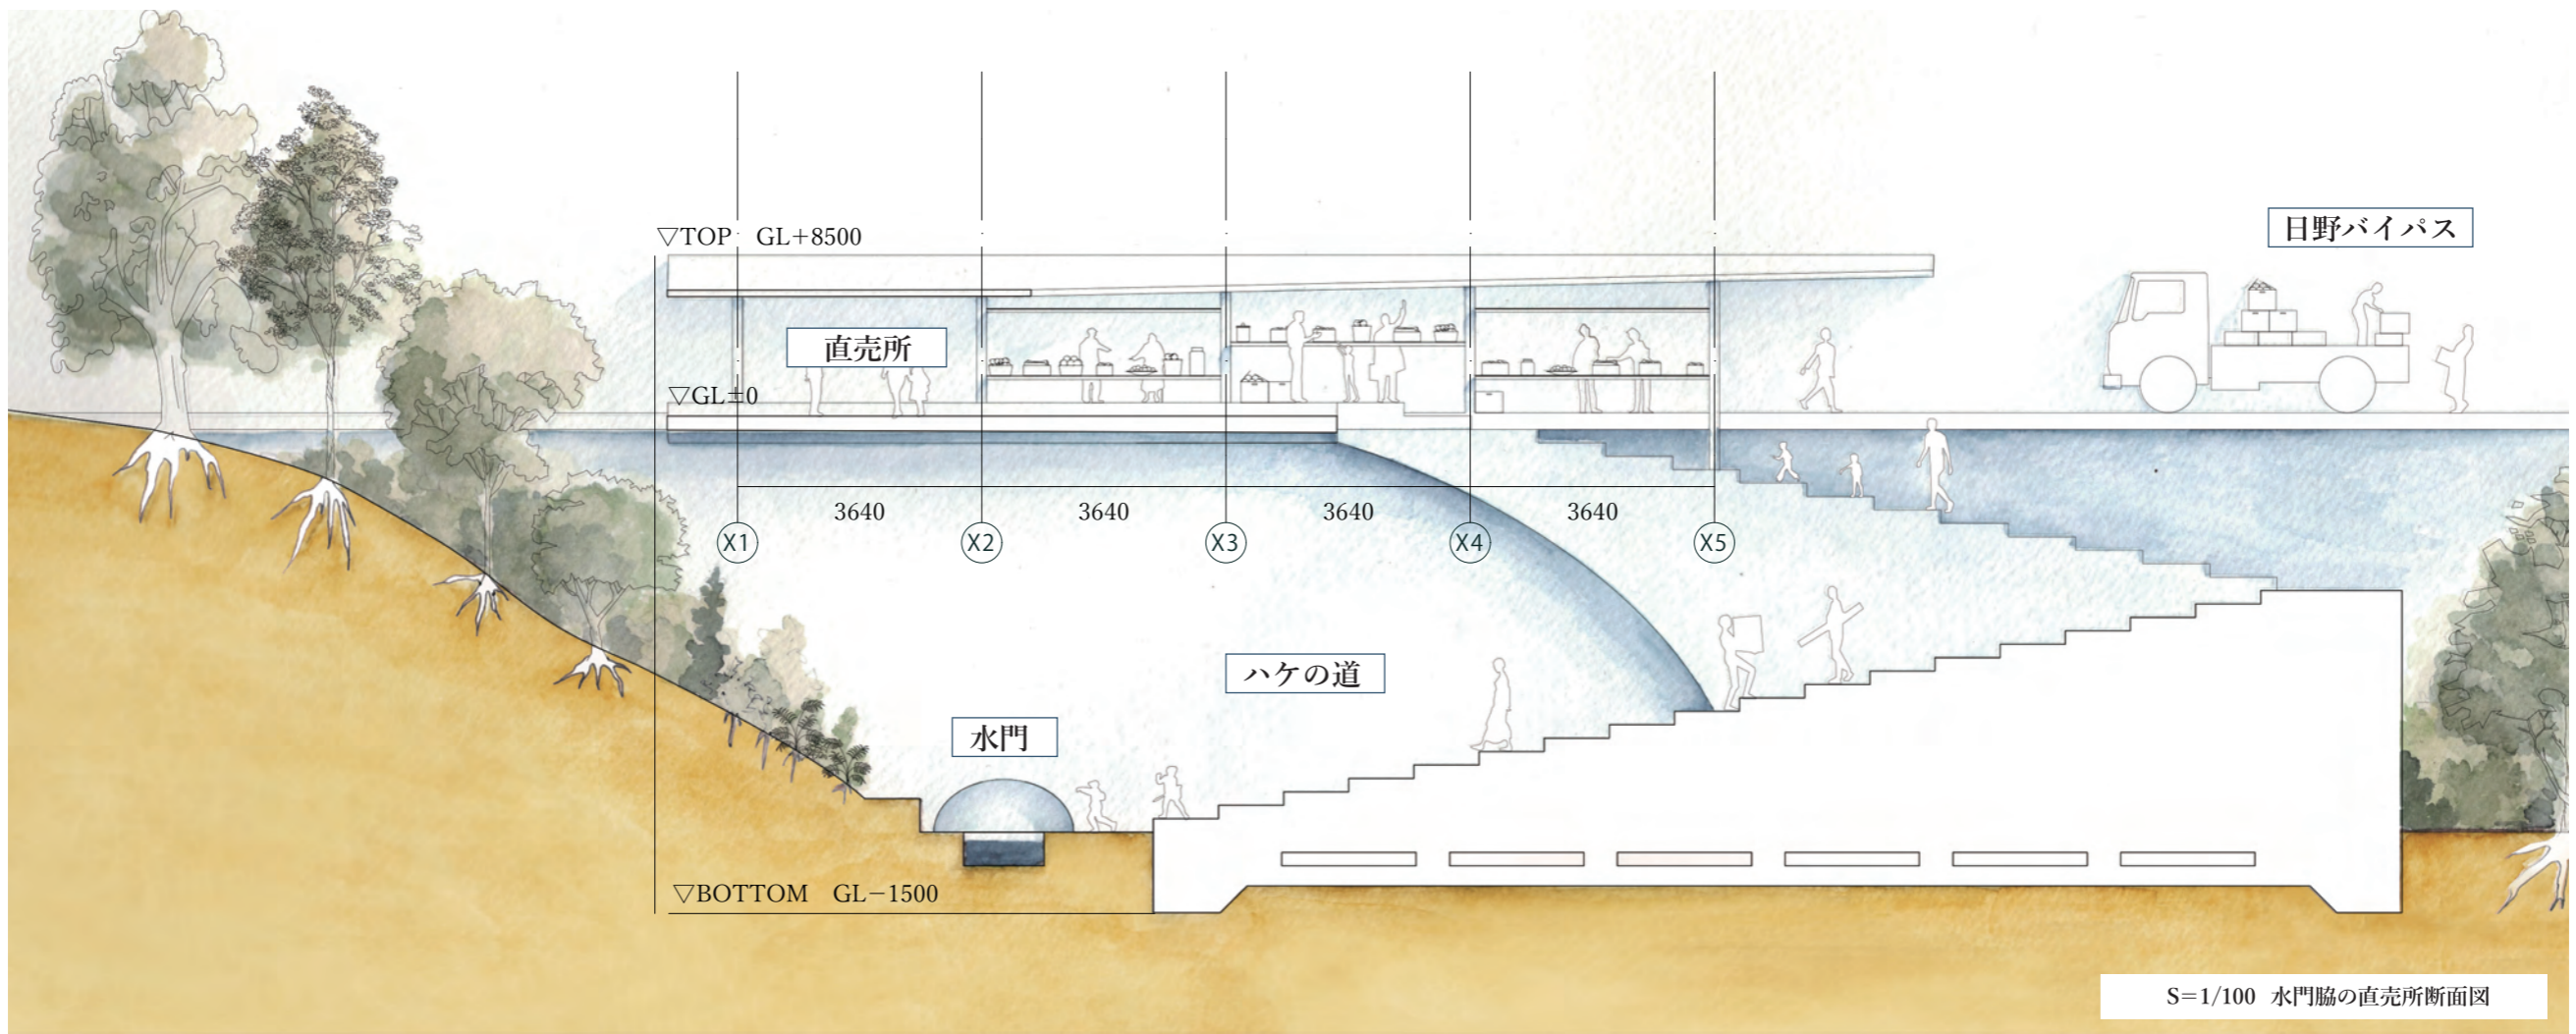 ▽TOP GL+8500
日野バイパス
直売所
▽GL±0
3640 3640 3640 3640
X1 X2 X3 X4 X5
ハケの道
水門
▽BOTTOM GL−1500
S=1/100 水門脇の直売所断面図